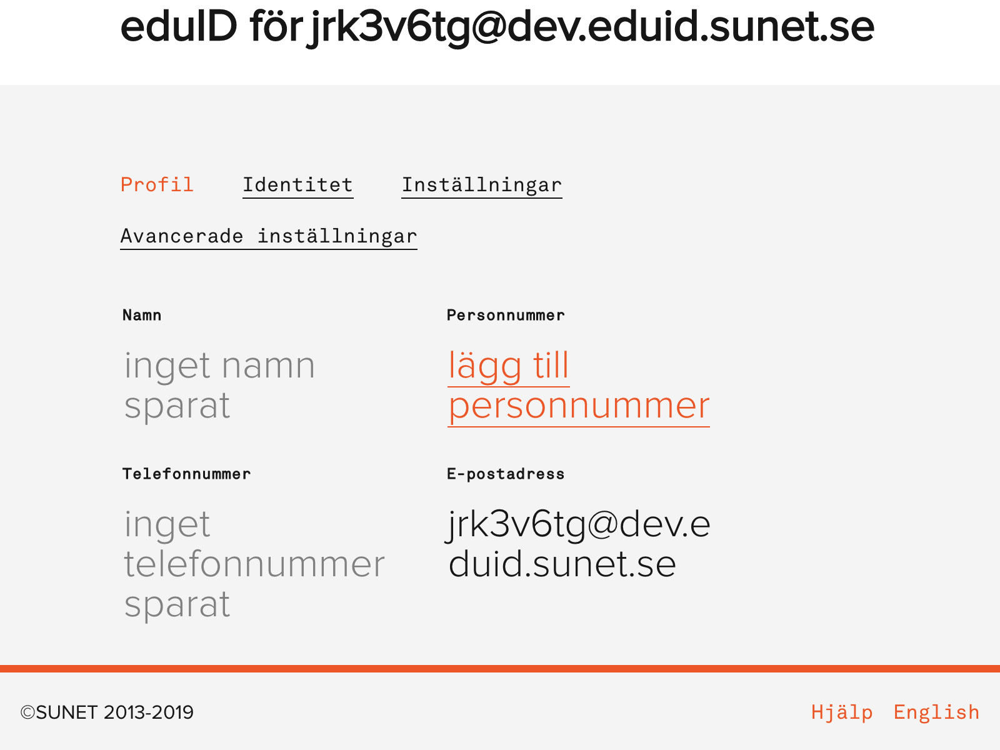 eduID för jrk3v6tg@dev.eduid.sunet.se
Profil Identitet Inställningar
Avancerade inställningar
Namn
inget namn
sparat
Personnummer
lägg till
personnummer
Telefonnummer
inget
telefonnummer
sparat
E-postadress
jrk3v6tg@dev.e
duid.sunet.se
©SUNET 2013-2019
Hjälp English